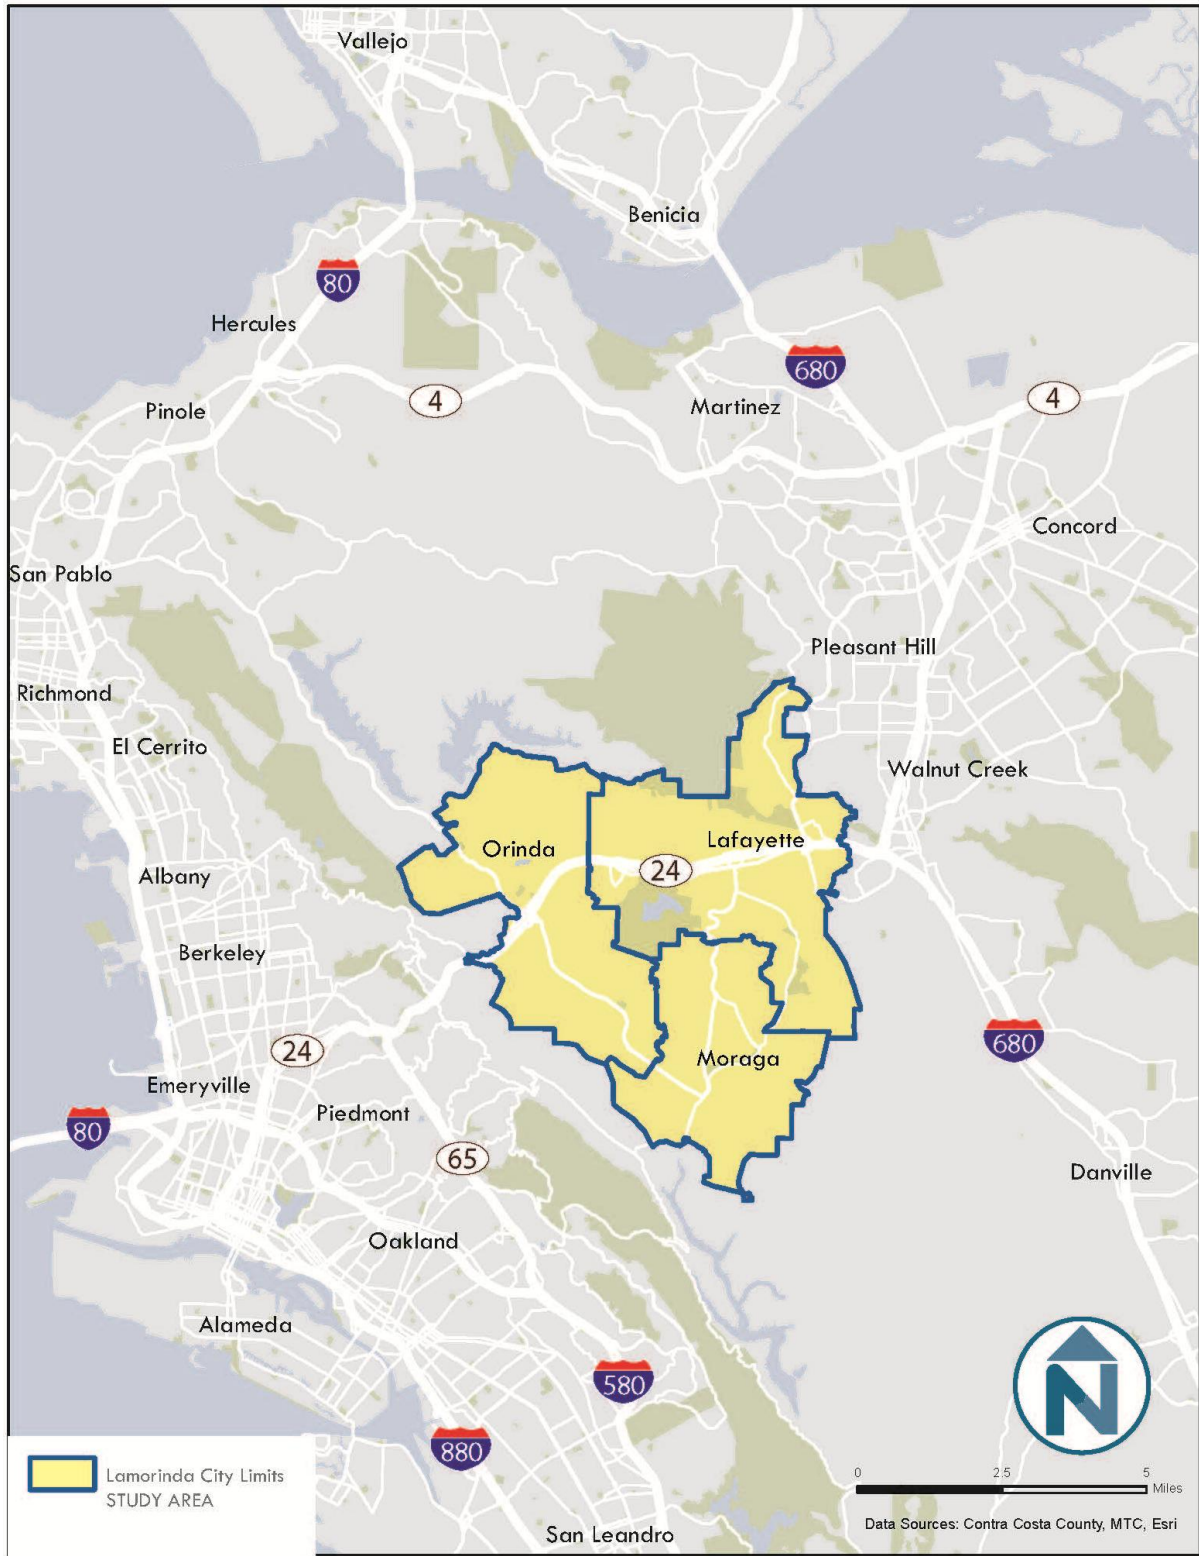 Vallejo
Benicia
80
Hercules
680
4
4
Pinole
Martinez
Concord
San Pablo
Pleasant Hill
Richmond
El Cerrito
Walnut Creek
Orinda
Lafayette
24
Albany
Berkeley
24
680
Moraga
Emeryville
Piedmont
80
65
Danville
Oakland
Alameda
580
N
880
Lamorinda City Limits
STUDY AREA
0 2.5 5
Miles
Data Sources: Contra Costa County, MTC, Esri
San Leandro